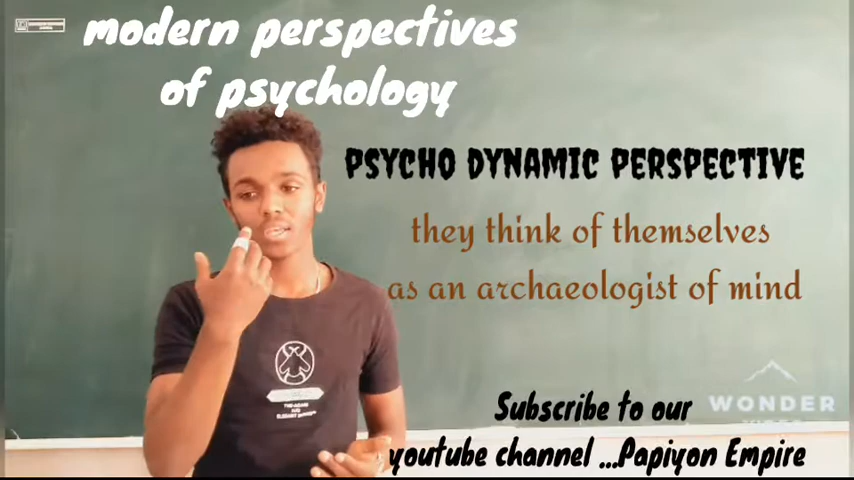 modern perspectives
of psychology
PSYCHO DYNAMIC PERSPECTIVE
they think of themselves
as an archaeologist of mind
Subscribe to our
youtube channel ...Papiyon Empire
WONDER